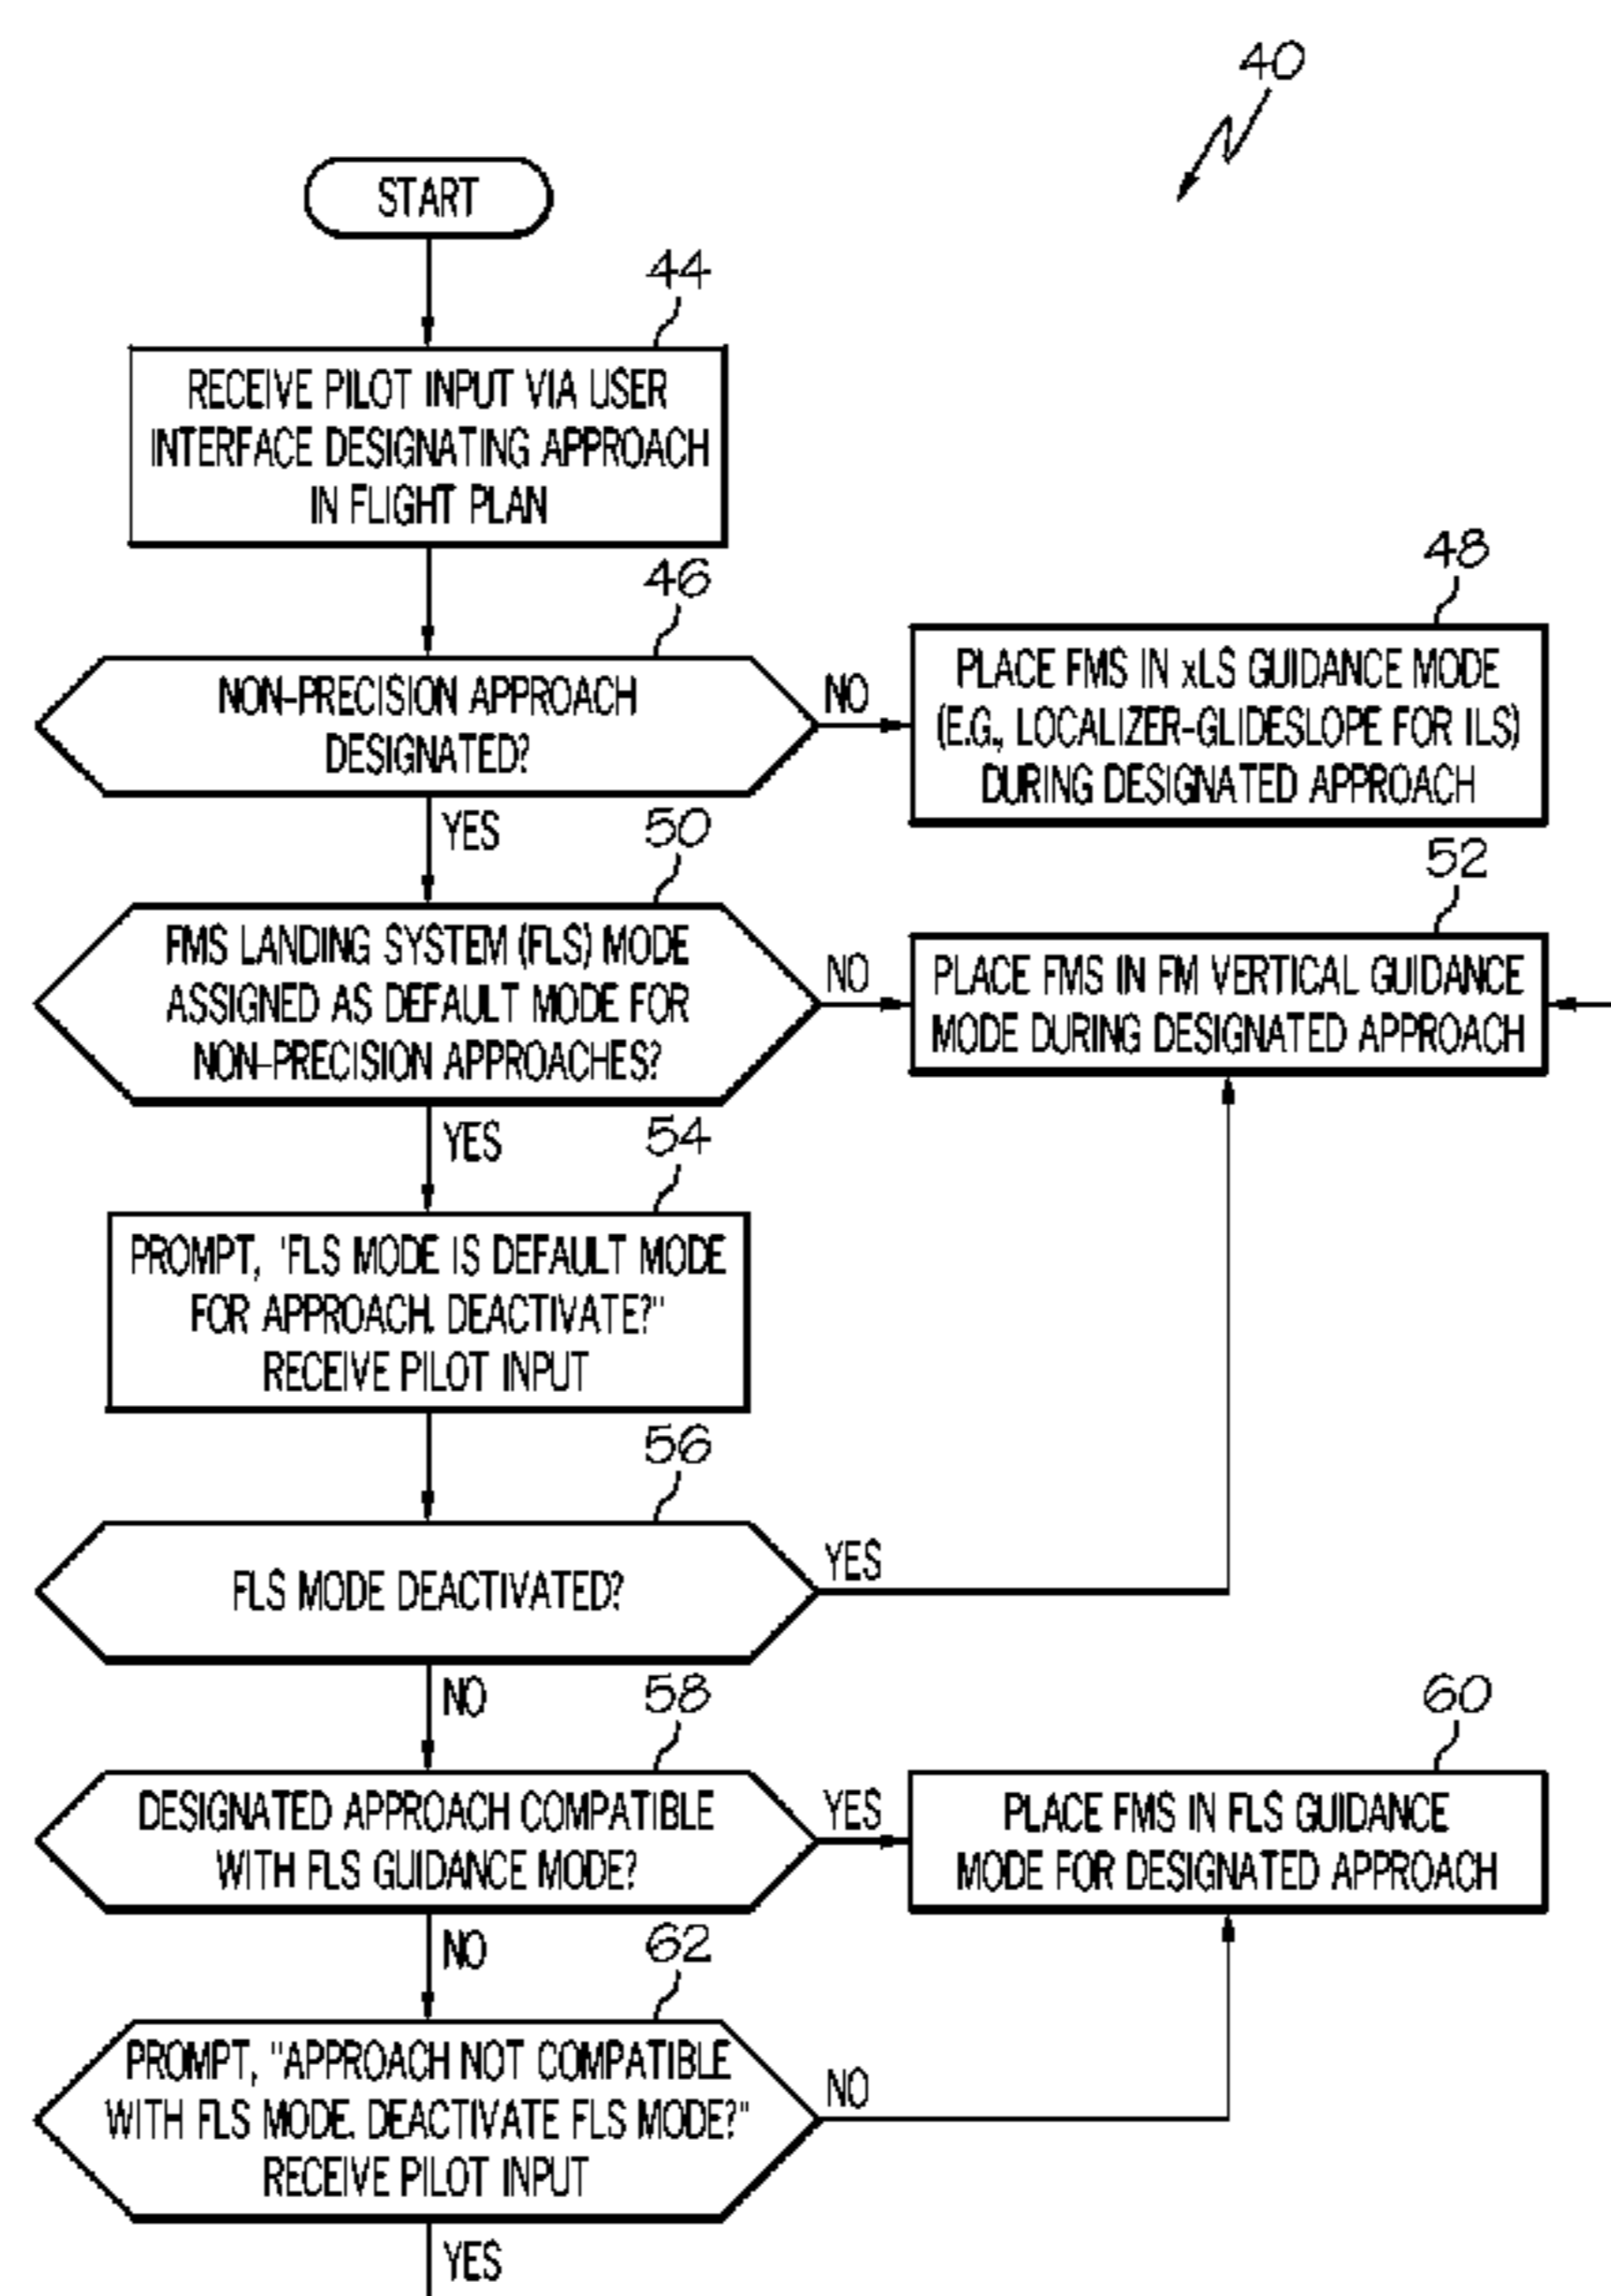 40
START
44
RECEIVE PILOT INPUT VIA USER
INTERFACE DESIGNATING APPROACH
IN FLIGHT PLAN
46
NON-PRECISION APPROACH
DESIGNATED?
NO
48
PLACE FMS IN xLS GUIDANCE MODE
(E.G., LOCALIZER-GLIDESLOPE FOR ILS)
DURING DESIGNATED APPROACH
YES
50
FMS LANDING SYSTEM (FLS) MODE
ASSIGNED AS DEFAULT MODE FOR
NON-PRECISION APPROACHES?
NO
52
PLACE FMS IN FM VERTICAL GUIDANCE
MODE DURING DESIGNATED APPROACH
YES
54
PROMPT, 'FLS MODE IS DEFAULT MODE
FOR APPROACH. DEACTIVATE?"
RECEIVE PILOT INPUT
56
FLS MODE DEACTIVATED?
YES
NO
58
DESIGNATED APPROACH COMPATIBLE
WITH FLS GUIDANCE MODE?
YES
60
PLACE FMS IN FLS GUIDANCE
MODE FOR DESIGNATED APPROACH
NO
62
PROMPT, "APPROACH NOT COMPATIBLE
WITH FLS MODE. DEACTIVATE FLS MODE?"
RECEIVE PILOT INPUT
NO
YES